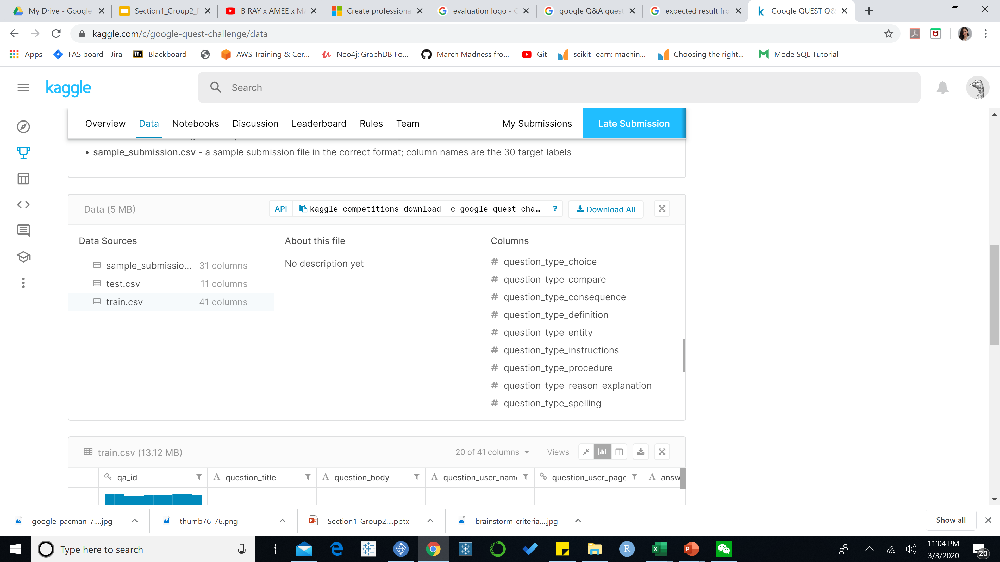 My Drive - Google
Section1_Group2_P
B RAY x AMEE x MA
Create professiona
evaluation logo - G
google Q&A quest
expected result fro
Google QUEST Q&
kaggle.com/c/google-quest-challenge/data
Apps
FAS board - Jira
Blackboard
AWS Training & Cer...
Neo4j: GraphDB Fo...
March Madness fro...
Git
scikit-learn: machin...
Choosing the right...
Mode SQL Tutorial
kaggle
Search
Overview Data Notebooks Discussion Leaderboard Rules Team My Submissions Late Submission
• sample_submission.csv - a sample submission file in the correct format; column names are the 30 target labels
Data (5 MB)
API kaggle competitions download -c google-quest-cha... ? Download All
Data Sources
sample_submissio... 31 columns
test.csv 11 columns
train.csv 41 columns
About this file
No description yet
Columns
# question_type_choice
# question_type_compare
# question_type_consequence
# question_type_definition
# question_type_entity
# question_type_instructions
# question_type_procedure
# question_type_reason_explanation
# question_type_spelling
train.csv (13.12 MB)
20 of 41 columns
Views
qa_id A question_title A question_body A question_user_name question_user_page A answ
google-pacman-7....jpg
thumb76_76.png
Section1_Group2....pptx
brainstorm-criteria....jpg
Show all
Type here to search
11:04 PM
3/3/2020
20